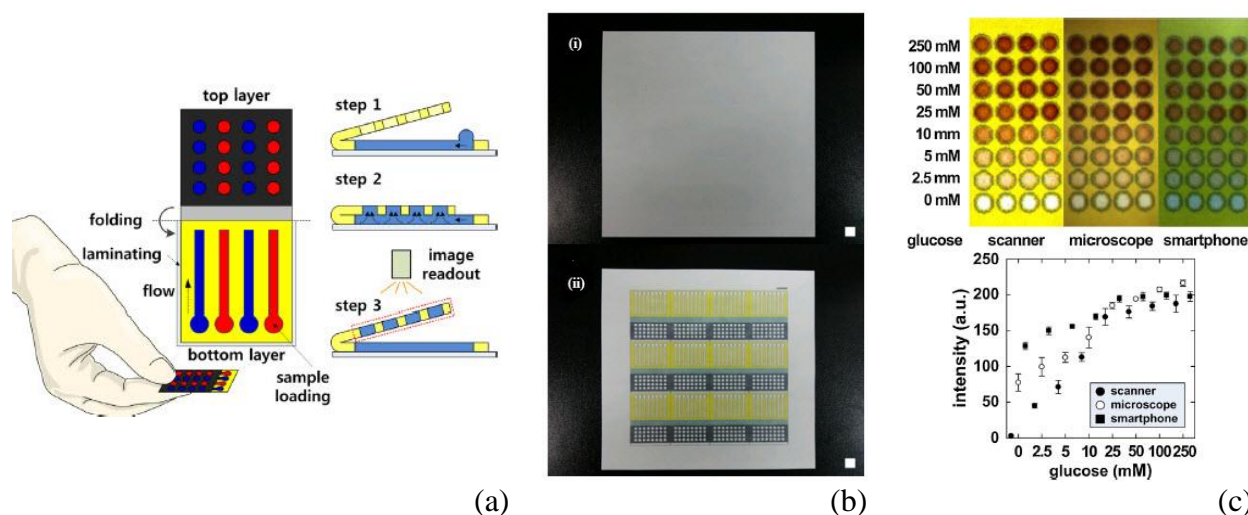 top layer
folding
laminating
flow
bottom layer
sample
loading
step 1
step 2
image
readout
step 3
(a)
(i)
(ii)
(b)
250 mM
100 mM
50 mM
25 mM
10 mm
5 mM
2.5 mm
0 mM
glucose scanner microscope smartphone
250
200
150
100
50
0
intensity (a.u.)
scanner
microscope
smartphone
0 2.5 5 10 25 50 100 250
glucose (mM)
(c)